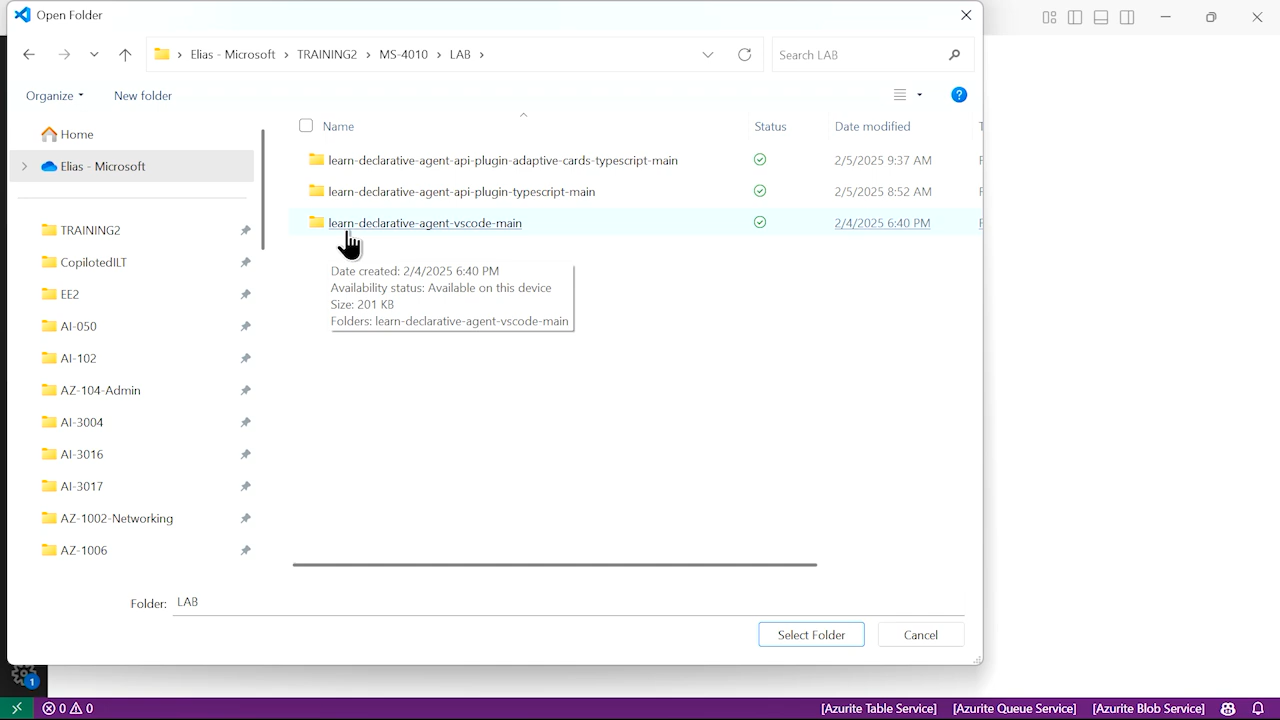 Open Folder
Elias - Microsoft > TRAINING2 > MS-4010 > LAB >
Search LAB
Organize
New folder
?
Home
Elias - Microsoft
TRAINING2
CopilotedILT
EE2
AI-050
AI-102
AZ-104-Admin
AI-3004
AI-3016
AI-3017
AZ-1002-Networking
AZ-1006
Name Status Date modified
learn-declarative-agent-api-plugin-adaptive-cards-typescript-main 2/5/2025 9:37 AM
learn-declarative-agent-api-plugin-typescript-main 2/5/2025 8:52 AM
learn-declarative-agent-vscode-main 2/4/2025 6:40 PM
Date created: 2/4/2025 6:40 PM
Availability status: Available on this device
Size: 201 KB
Folders: learn-declarative-agent-vscode-main
Folder: LAB
Select Folder
Cancel
1
0 0
[Azurite Table Service] [Azurite Queue Service] [Azurite Blob Service]